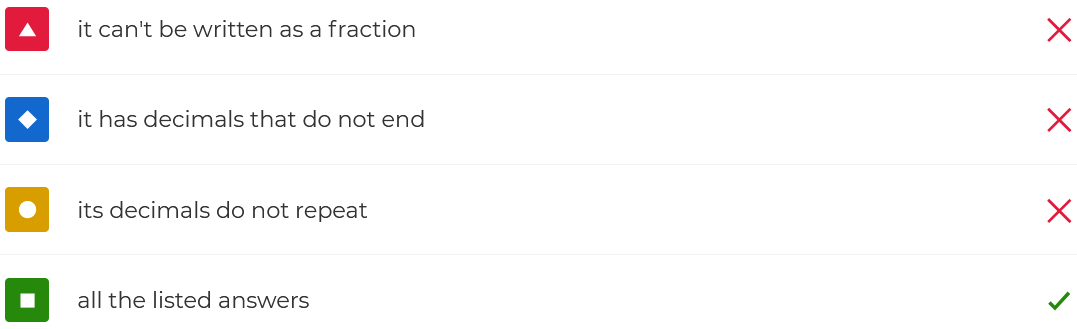 it can't be written as a fraction
it has decimals that do not end
its decimals do not repeat
all the listed answers